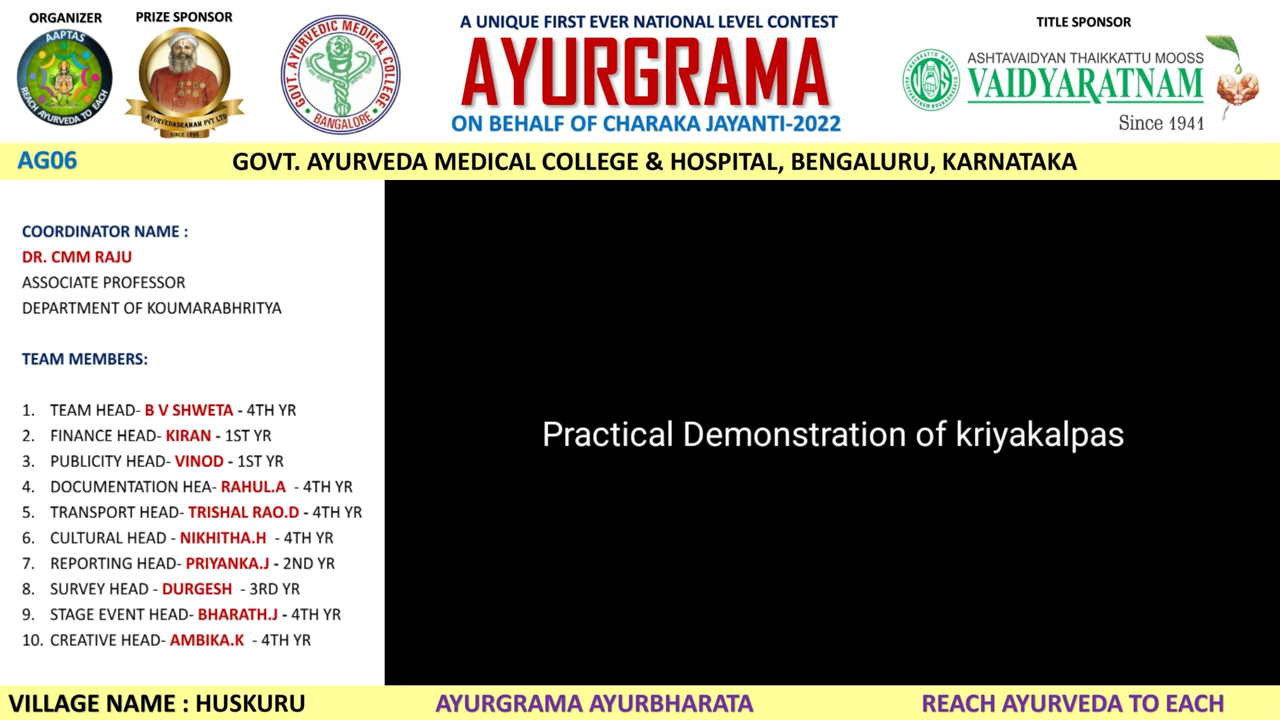 ORGANIZER
AAPTAS
REACH AYURVEDA TO EACH
PRIZE SPONSOR
AYURVEDASRAMAM PVT LTD
SINCE 1898
GOVT. AYURVEDIC MEDICAL COLLEGE
BANGALORE
A UNIQUE FIRST EVER NATIONAL LEVEL CONTEST
AYURGRAMA
ON BEHALF OF CHARAKA JAYANTI-2022
TITLE SPONSOR
ASHTAVAIDYAN THAIKKATTU MOOSS
VAIDYARATNAM
Since 1941
AG06
GOVT. AYURVEDA MEDICAL COLLEGE & HOSPITAL, BENGALURU, KARNATAKA
COORDINATOR NAME :
DR. CMM RAJU
ASSOCIATE PROFESSOR
DEPARTMENT OF KOUMARABHRITYA
TEAM MEMBERS:
1. TEAM HEAD- B V SHWETA - 4TH YR
2. FINANCE HEAD- KIRAN - 1ST YR
3. PUBLICITY HEAD- VINOD - 1ST YR
4. DOCUMENTATION HEA- RAHUL.A - 4TH YR
5. TRANSPORT HEAD- TRISHAL RAO.D - 4TH YR
6. CULTURAL HEAD - NIKHITHA.H - 4TH YR
7. REPORTING HEAD- PRIYANKA.J - 2ND YR
8. SURVEY HEAD - DURGESH - 3RD YR
9. STAGE EVENT HEAD- BHARATH.J - 4TH YR
10. CREATIVE HEAD- AMBIKA.K - 4TH YR
Practical Demonstration of kriyakalpas
VILLAGE NAME : HUSKURU
AYURGRAMA AYURBHARATA
REACH AYURVEDA TO EACH